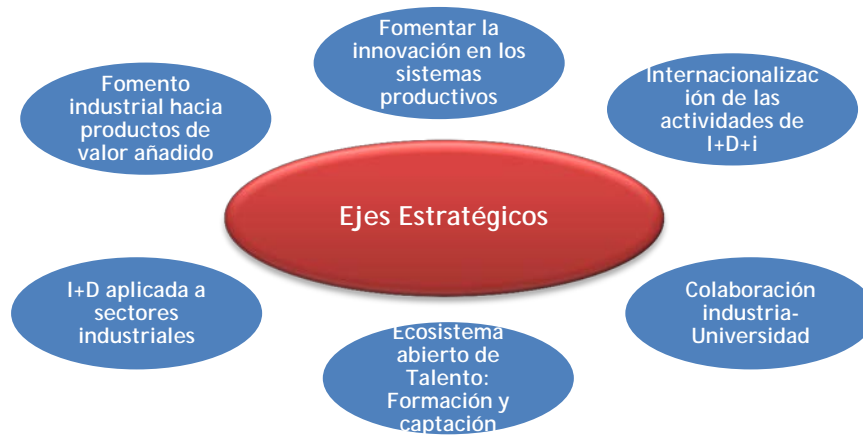 Fomentar la
innovación en los
sistemas
productivos
Fomento
industrial hacia
productos de
valor añadido
Internacionalizac
ión de las
actividades de
I+D+i
Ejes Estratégicos
I+D aplicada a
sectores
industriales
Colaboración
industria-
Universidad
Ecosistema
abierto de
Talento:
Formación y
captación